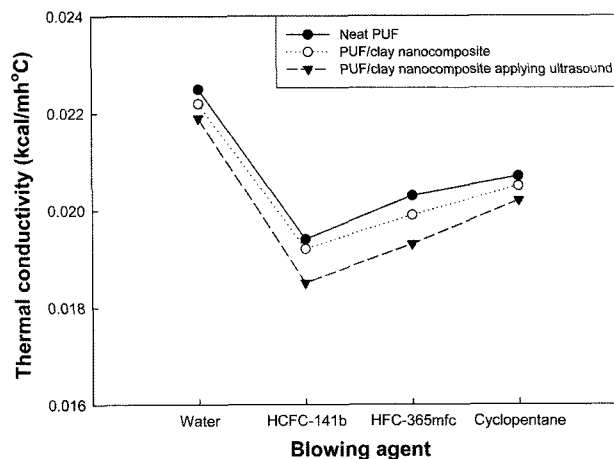 0.024
0.022
0.020
0.018
0.016
Thermal conductivity (kcal/mh°C)
Neat PUF
PUF/clay nanocomposite
PUF/clay nanocomposite applying ultrasound
Water
HCFC-141b
HFC-365mfc
Cyclopentane
Blowing agent